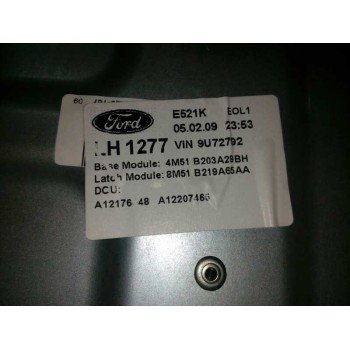 Ford
E521K EOL1
05.02.09 23:53
LH 1277 VIN 9U72792
Base Module: 4M51 B203A29BH
Latch Module: 8M51 B219A65AA
DCU:
A12176 48 A12207460